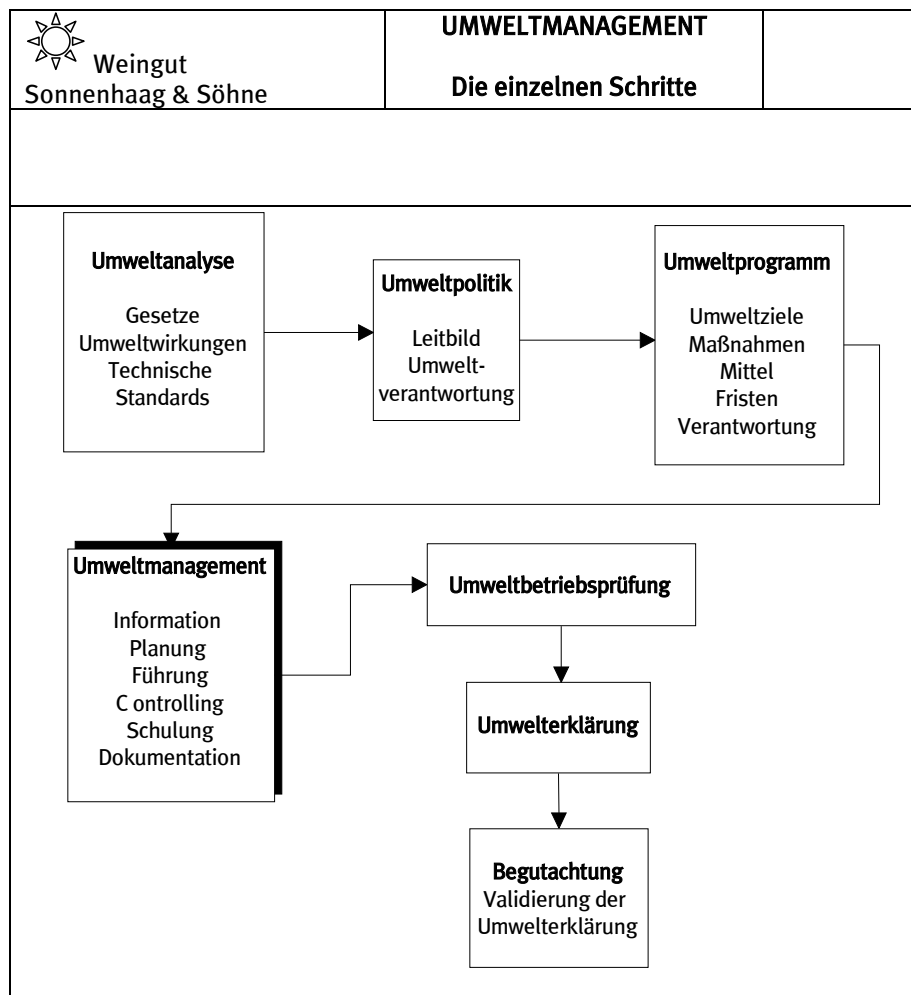 Weingut
Sonnenhaag & Söhne
UMWELTMANAGEMENT
Die einzelnen Schritte
Umweltanalyse
Gesetze
Umweltwirkungen
Technische
Standards
Umweltpolitik
Leitbild
Umwelt-
verantwortung
Umweltprogramm
Umweltziele
Maßnahmen
Mittel
Fristen
Verantwortung
Umweltmanagement
Information
Planung
Führung
C ontrolling
Schulung
Dokumentation
Umweltbetriebsprüfung
Umwelterklärung
Begutachtung
Validierung der
Umwelterklärung